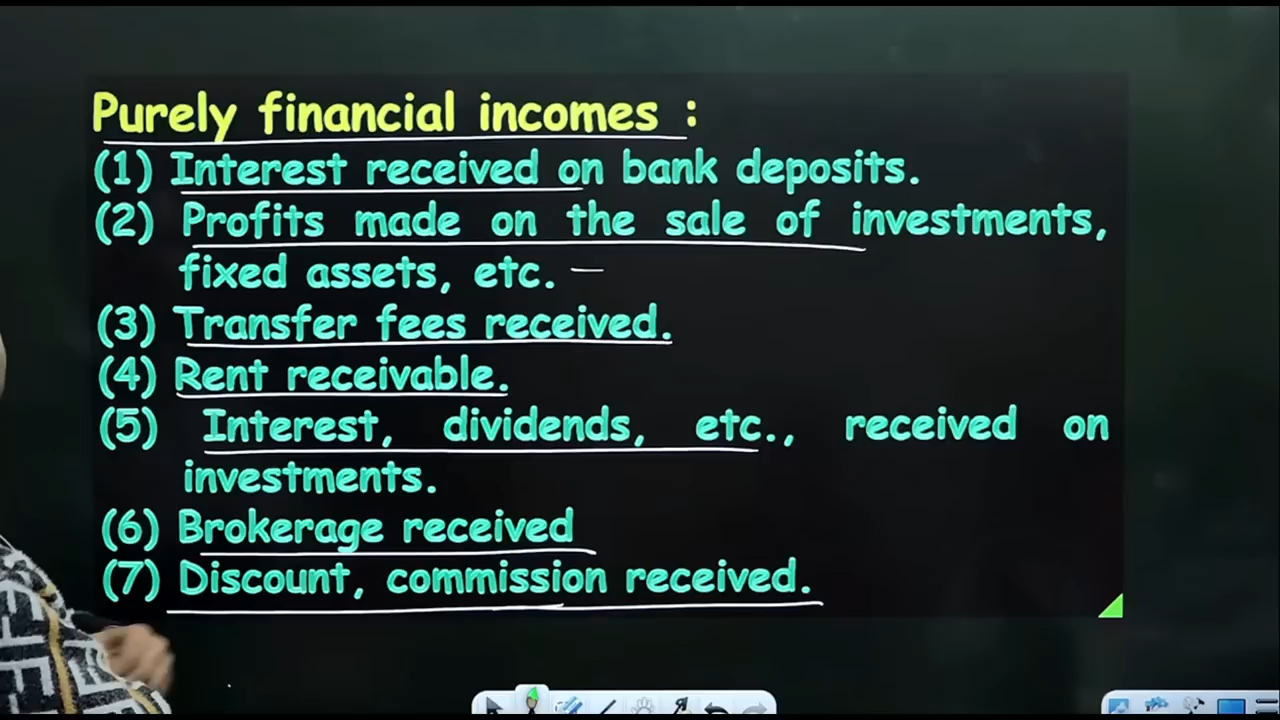 Purely financial incomes :
(1) Interest received on bank deposits.
(2) Profits made on the sale of investments,
fixed assets, etc.
(3) Transfer fees received.
(4) Rent receivable.
(5) Interest, dividends, etc., received on
investments.
(6) Brokerage received
(7) Discount, commission received.